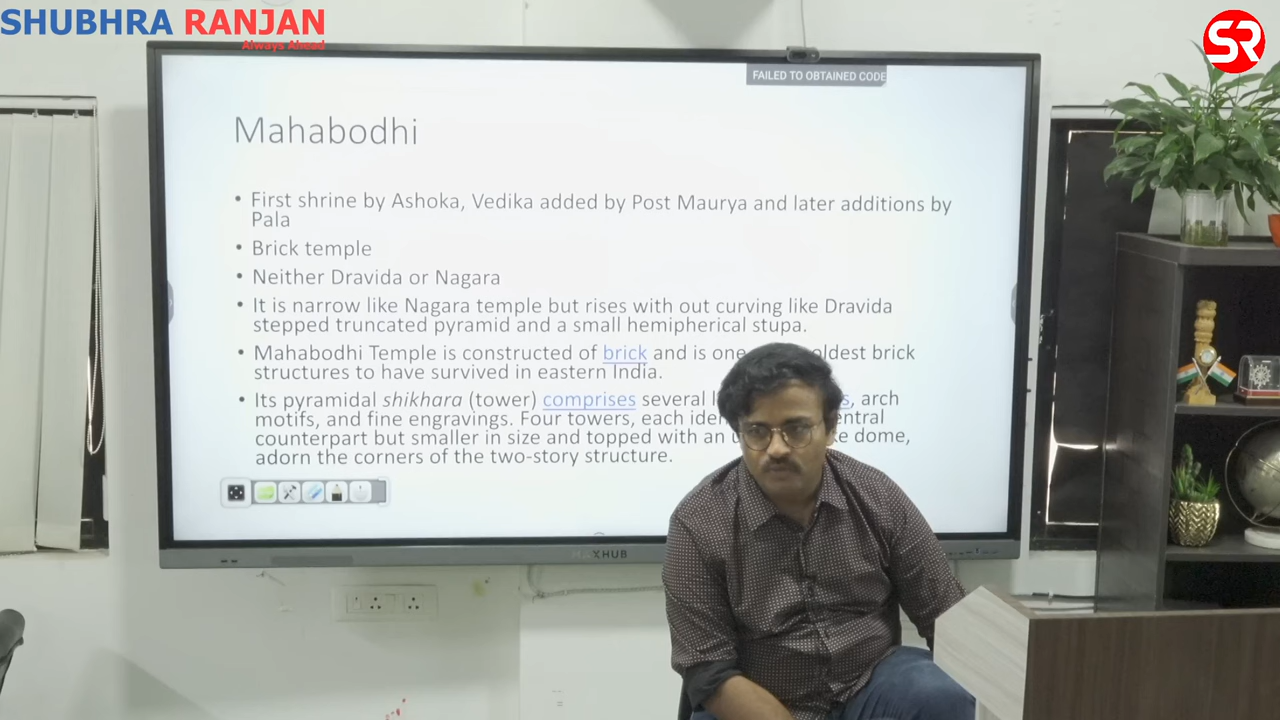 SHUBHRA RANJAN
Always Ahead
SR
FAILED TO OBTAINED CODE
Mahabodhi
• First shrine by Ashoka, Vedika added by Post Maurya and later additions by
Pala
• Brick temple
• Neither Dravida or Nagara
• It is narrow like Nagara temple but rises with out curving like Dravida
stepped truncated pyramid and a small hemipherical stupa.
• Mahabodhi Temple is constructed of brick and is one oldest brick
structures to have survived in eastern India.
• Its pyramidal shikhara (tower) comprises several , arch
motifs, and fine engravings. Four towers, each
counterpart but smaller in size and topped with an dome,
adorn the corners of the two-story structure.
MAXHUB